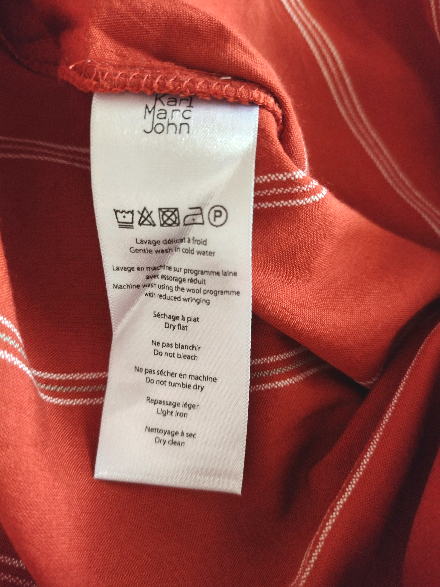 Karl
Marc
John
P
Lavage délicat à froid
Gentle wash in cold water
Lavage en machine sur programme laine
avec essorage réduit
Machine wash using the wool programme
with reduced wringing
Séchage à plat
Dry flat
Ne pas blanchir
Do not bleach
Ne pas sécher en machine
Do not tumble dry
Repassage léger
Light iron
Nettoyage à sec
Dry clean